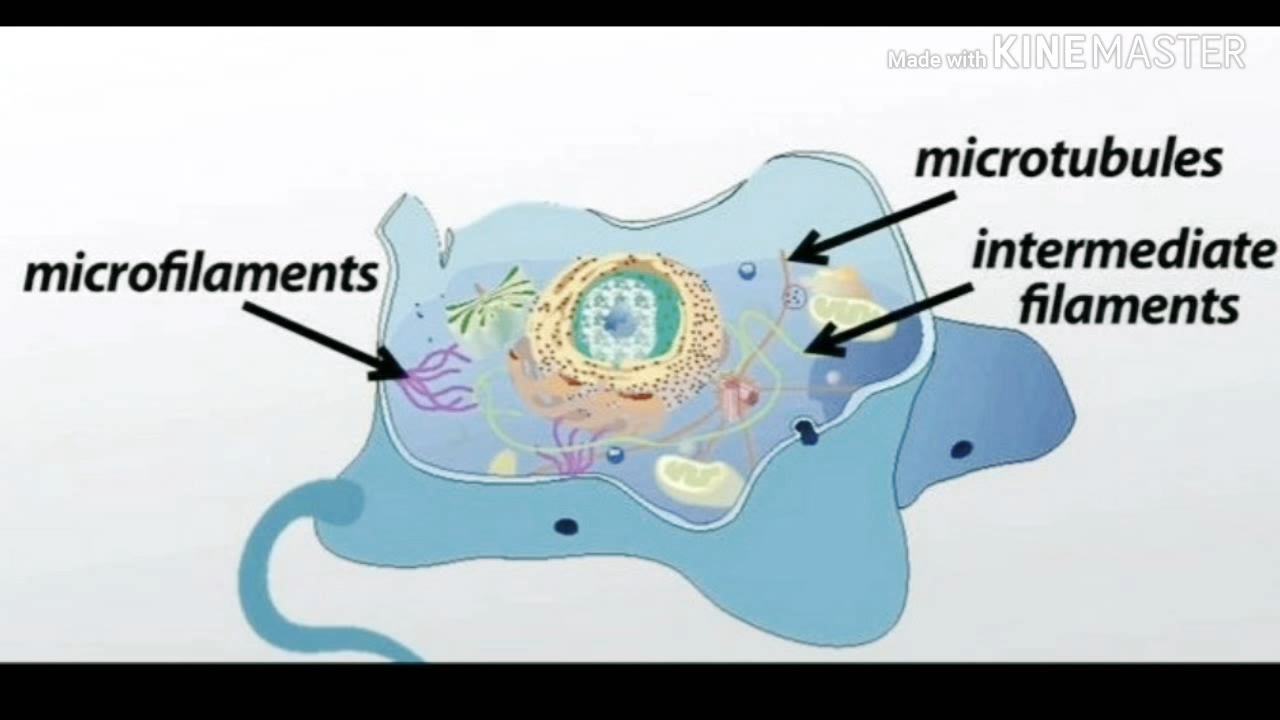 Made with KINEMASTER
microtubules
intermediate
filaments
microfilaments